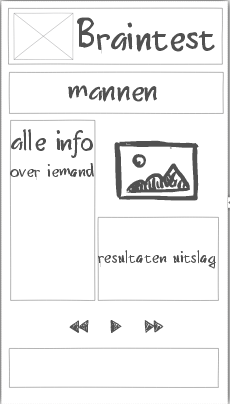 Braintest
mannen
alle info
over iemand
resultaten uitslag